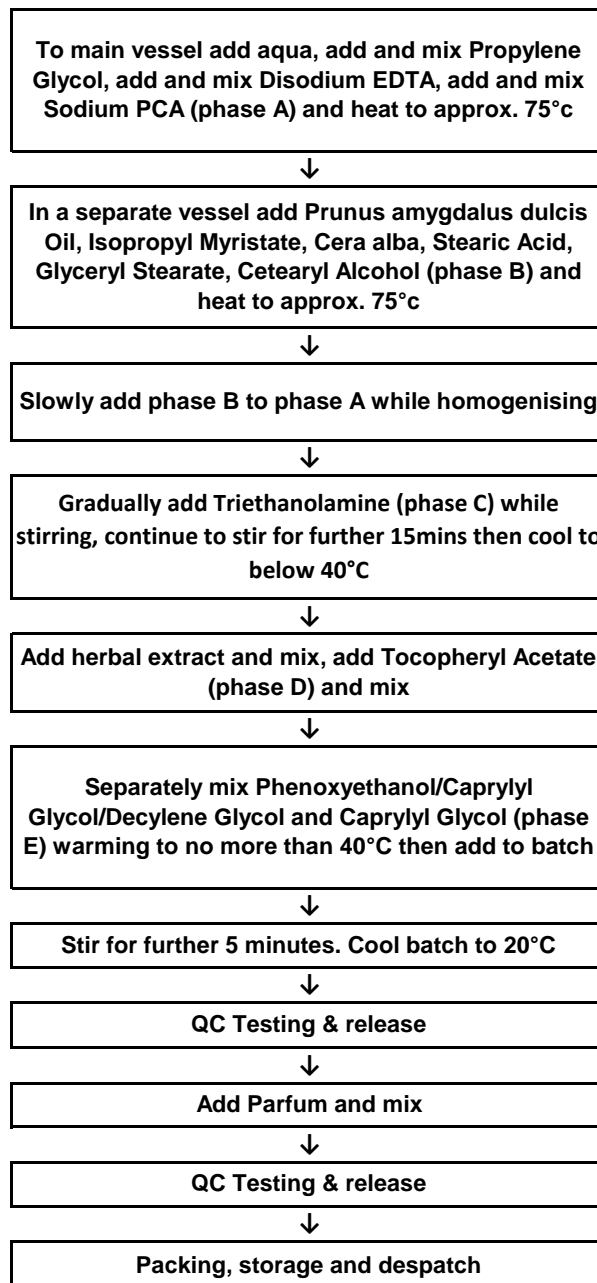 To main vessel add aqua, add and mix Propylene
Glycol, add and mix Disodium EDTA, add and mix
Sodium PCA (phase A) and heat to approx. 75°c
↓
In a separate vessel add Prunus amygdalus dulcis
Oil, Isopropyl Myristate, Cera alba, Stearic Acid,
Glyceryl Stearate, Cetearyl Alcohol (phase B) and
heat to approx. 75°c
↓
Slowly add phase B to phase A while homogenising
↓
Gradually add Triethanolamine (phase C) while
stirring, continue to stir for further 15mins then cool to
below 40°C
↓
Add herbal extract and mix, add Tocopheryl Acetate
(phase D) and mix
↓
Separately mix Phenoxyethanol/Caprylyl
Glycol/Decylene Glycol and Caprylyl Glycol (phase
E) warming to no more than 40°C then add to batch
↓
Stir for further 5 minutes. Cool batch to 20°C
↓
QC Testing & release
↓
Add Parfum and mix
↓
QC Testing & release
↓
Packing, storage and despatch